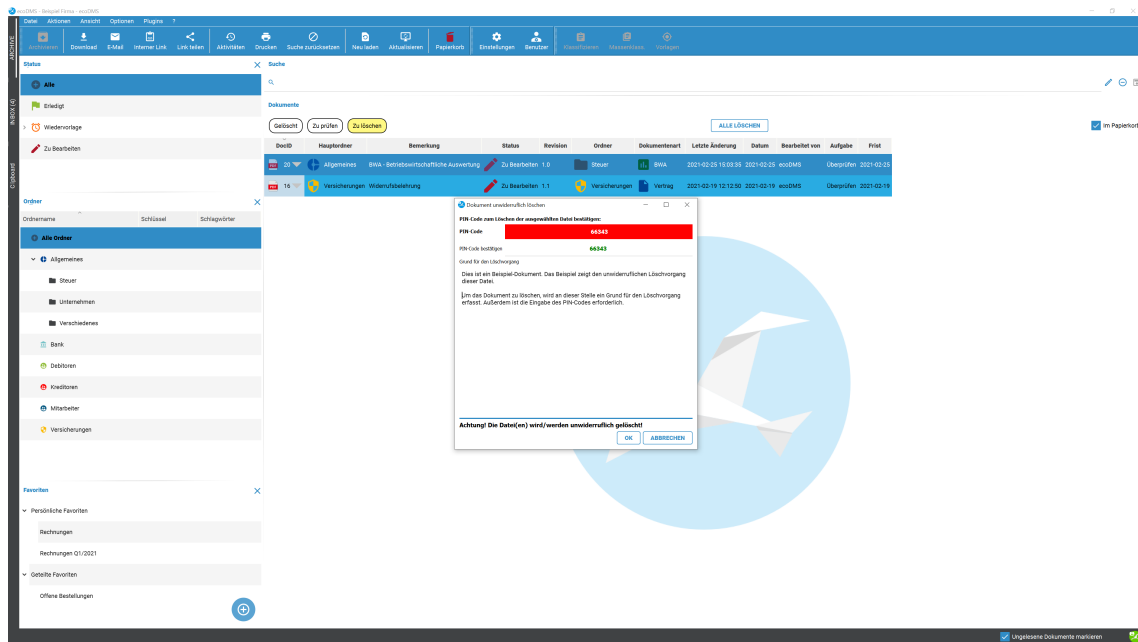 ecoDMS - Beispiel Firma - ecoDMS
Datei Aktionen Ansicht Optionen Plugins ?
Archivieren Download E-Mail Interner Link Link teilen Aktivitäten Drucken Suche zurücksetzen Neu laden Aktualisieren Papierkorb Einstellungen Benutzer Klassifizieren Massenklass. Vorlagen
ARCHIVE
INBOX (4)
Clipboard
Status
Alle
Erledigt
Wiedervorlage
Zu Bearbeiten
Ordner
Ordnername Schlüssel Schlagwörter
Alle Ordner
Allgemeines
Steuer
Unternehmen
Verschiedenes
Bank
Debitoren
Kreditoren
Mitarbeiter
Versicherungen
Favoriten
Persönliche Favoriten
Rechnungen
Rechnungen Q1/2021
Geteilte Favoriten
Offene Bestellungen
Suche
Dokumente
Gelöscht Zu prüfen Zu löschen ALLE LÖSCHEN Im Papierkorb
DocID Hauptordner Bemerkung Status Revision Ordner Dokumentenart Letzte Änderung Datum Bearbeitet von Aufgabe Frist
20 Allgemeines BWA - Betriebswirtschaftliche Auswertung Zu Bearbeiten 1.0 Steuer BWA 2021-02-25 15:03:35 2021-02-25 ecoDMS Überprüfen 2021-02-25
16 Versicherungen Widerrufsbelehrung Zu Bearbeiten 1.1 Versicherungen Vertrag 2021-02-19 12:12:50 2021-02-19 ecoDMS Überprüfen 2021-02-19
Dokument unwiderruflich löschen
PIN-Code zum Löschen der ausgewählten Datei bestätigen:
PIN-Code 66343
PIN-Code bestätigen 66343
Grund für den Löschvorgang
Dies ist ein Beispiel-Dokument. Das Beispiel zeigt den unwiderruflichen Löschvorgang
dieser Datei.
Um das Dokument zu löschen, wird an dieser Stelle ein Grund für den Löschvorgang
erfasst. Außerdem ist die Eingabe des PIN-Codes erforderlich.
Achtung! Die Datei(en) wird/werden unwiderruflich gelöscht!
OK ABBRECHEN
Ungelesene Dokumente markieren